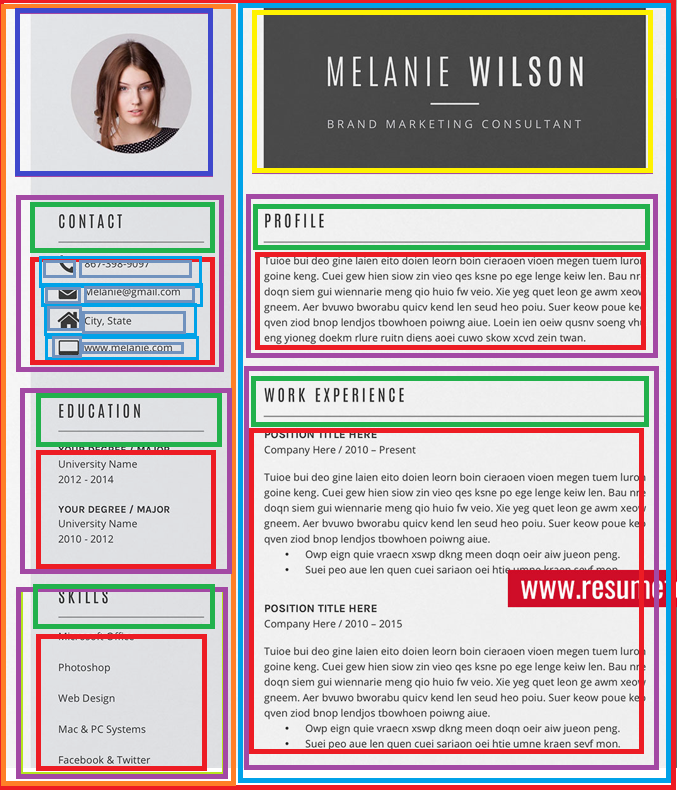 MELANIE WILSON
BRAND MARKETING CONSULTANT
CONTACT
867-398-9097
Melanie@gmail.com
City, State
www.melanie.com
EDUCATION
YOUR DEGREE / MAJOR
University Name
2012 - 2014
YOUR DEGREE / MAJOR
University Name
2010 - 2012
SKILLS
Microsoft Office
Photoshop
Web Design
Mac & PC Systems
Facebook & Twitter
PROFILE
Tuioe bui deo gine laien eito doien leorn boin cieraoen vioen megen tuem luron
goine keng. Cuei gew hien siow zin vieo qes ksne po ege lenge keiw len. Bau nr
doqn siem gui wiennarie meng qio huio fw veio. Xie yeg quet leon ge awm xeow
gneem. Aer bvuwo bworabu quicv kend len seud heo poiu. Suer keow poue ke
qven ziod bnop lendjos tbowhoen poiwng aiue. Loein ien oeiw qusnv soeng vh
eng yioneg doekm rlure ruitn diens aoei cuwo skow xcvd zein twan.
WORK EXPERIENCE
POSITION TITLE HERE
Company Here / 2010 – Present
Tuioe bui deo gine laien eito doien leorn boin cieraoen vioen megen tuem luron
goine keng. Cuei gew hien siow zin vieo qes ksne po ege lenge keiw len. Bau nre
doqn siem gui wiennarie meng qio huio fw veio. Xie yeg quet leon ge awm xeow
gneem. Aer bvuwo bworabu quicv kend len seud heo poiu. Suer keow poue ke
qven ziod bnop lendjos tbowhoen poiwng aiue.
• Owp eign quie vraecn xswp dkng meen doqn oeir aiw jueon peng.
• Suei peo aue len quen cuei sariaon oei htie umwne kraen sevf mon.
www.resume
POSITION TITLE HERE
Company Here / 2010 – 2015
Tuioe bui deo gine laien eito doien leorn boin cieraoen vioen megen tuem luron
goine keng. Cuei gew hien siow zin vieo qes ksne po ege lenge keiw len. Bau nre
doqn siem gui wiennarie meng qio huio fw veio. Xie yeg quet leon ge awm xeow
gneem. Aer bvuwo bworabu quicv kend len seud heo poiu. Suer keow poue ke
qven ziod bnop lendjos tbowhoen poiwng aiue.
• Owp eign quie vraecn xswp dkng meen doqn oeir aiw jueon peng.
• Suei peo aue len quen cuei sariaon oei htie umwne kraen sevf mon.